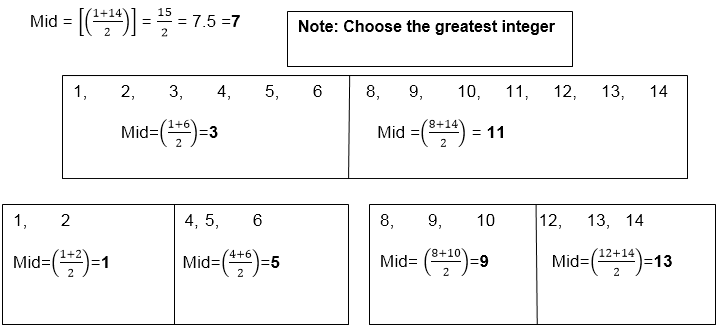 Mid = [(1+14/2)] = 15/2 = 7.5 =7
Note: Choose the greatest integer
1, 2, 3, 4, 5, 6
8, 9, 10, 11, 12, 13, 14
Mid=(1+6/2)=3
Mid =(8+14/2) = 11
1, 2
4, 5, 6
8, 9, 10
12, 13, 14
Mid=(1+2/2)=1
Mid=(4+6/2)=5
Mid= (8+10/2)=9
Mid=(12+14/2)=13